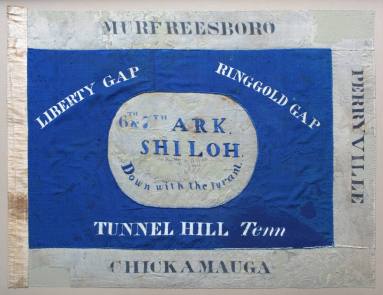 MURFREESBORO
LIBERTY GAP
RINGGOLD GAP
PERRYVILLE
6TH & 7TH ARK.
SHILOH.
Down with the Tyrant.
TUNNEL HILL Tenn
CHICKAMAUGA